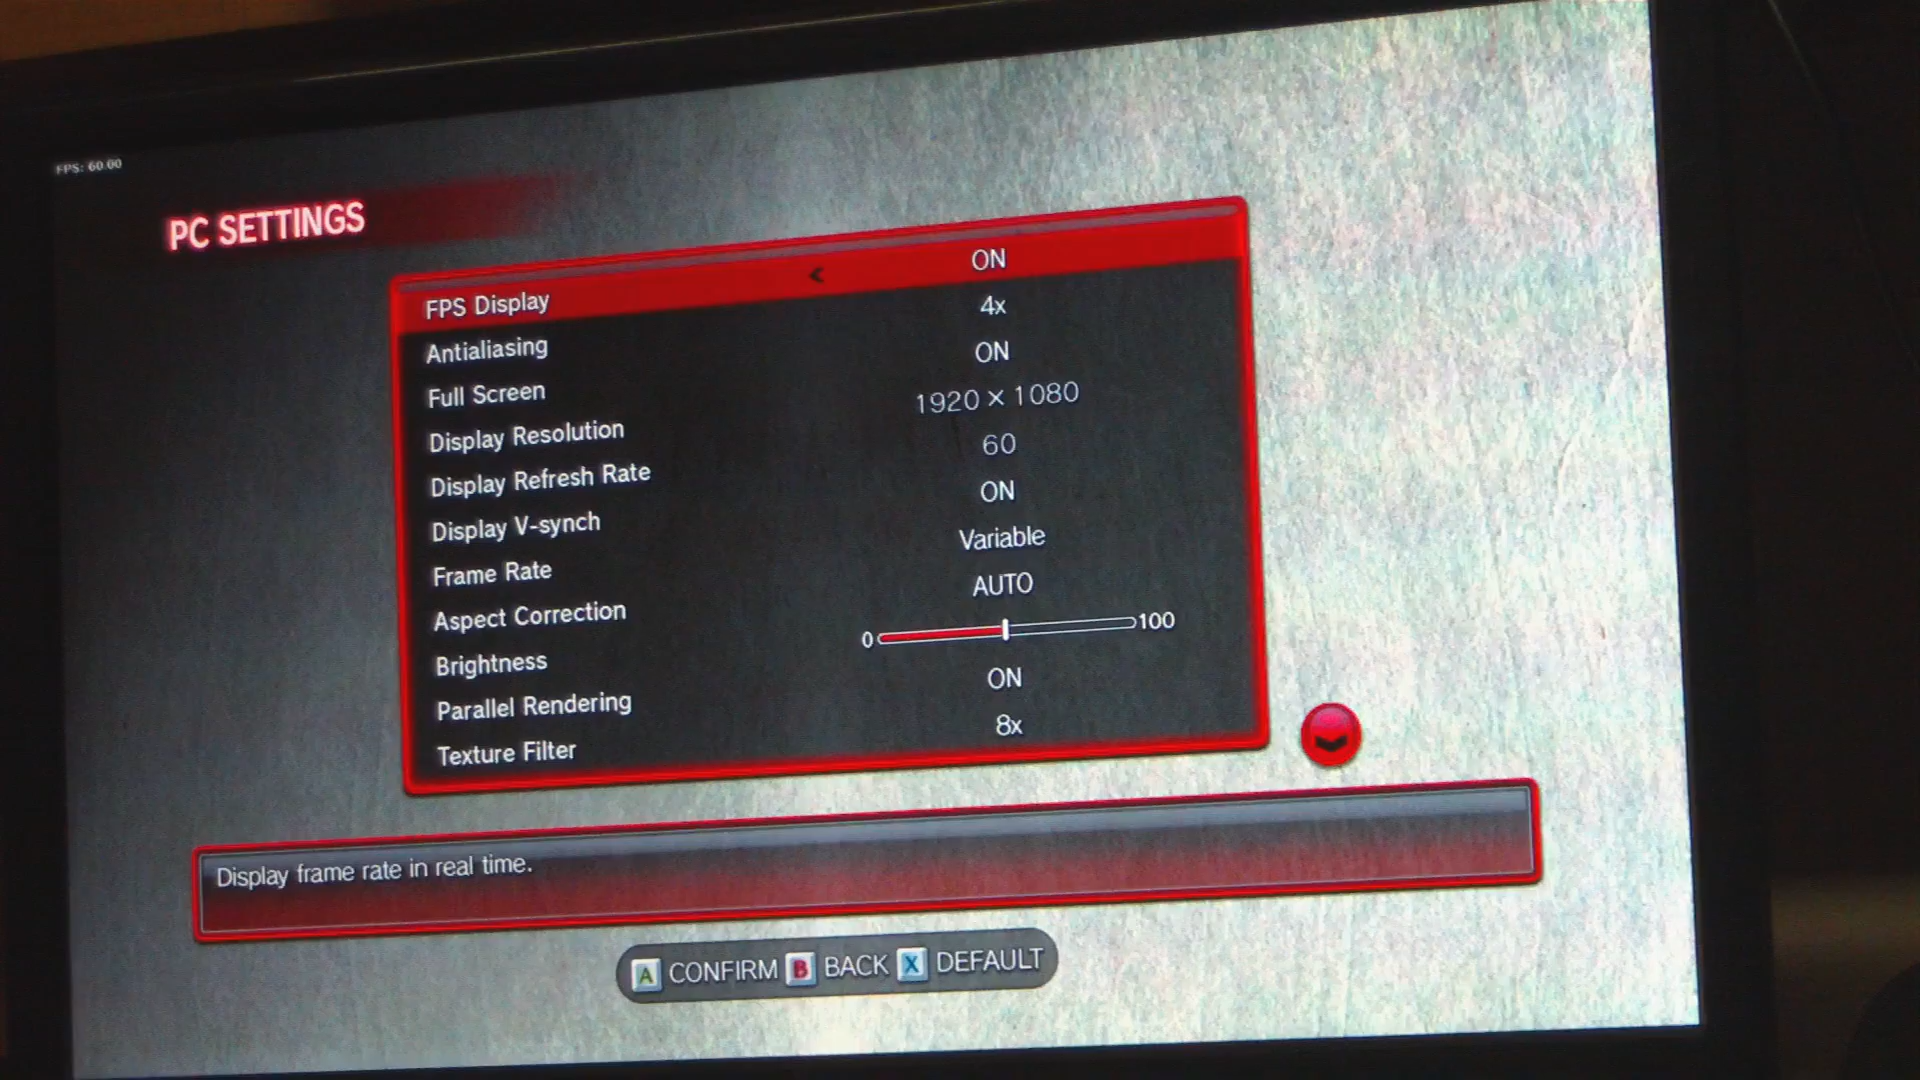 FPS: 60.00
PC SETTINGS
FPS Display < ON
Antialiasing 4x
Full Screen ON
Display Resolution 1920 × 1080
Display Refresh Rate 60
Display V-synch ON
Frame Rate Variable
Aspect Correction AUTO
Brightness 0 100
Parallel Rendering ON
Texture Filter 8x
Display frame rate in real time.
A CONFIRM B BACK X DEFAULT